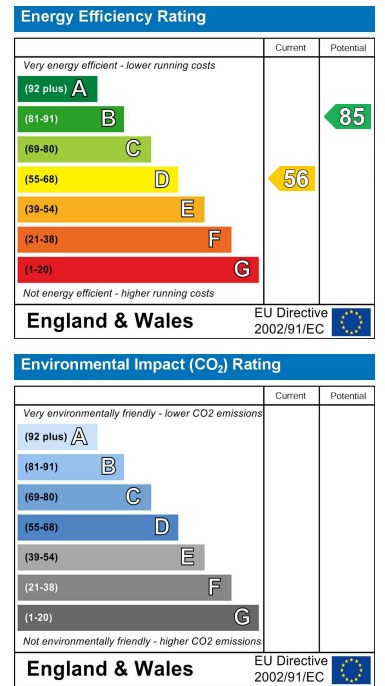 Energy Efficiency Rating
Current Potential
Very energy efficient - lower running costs
(92 plus) A
(81-91) B
85
(69-80) C
(55-68) D
56
(39-54) E
(21-38) F
(1-20) G
Not energy efficient - higher running costs
England & Wales
EU Directive
2002/91/EC
Environmental Impact (CO₂) Rating
Current Potential
Very environmentally friendly - lower CO2 emissions
(92 plus) A
(81-91) B
(69-80) C
(55-68) D
(39-54) E
(21-38) F
(1-20) G
Not environmentally friendly - higher CO2 emissions
England & Wales
EU Directive
2002/91/EC